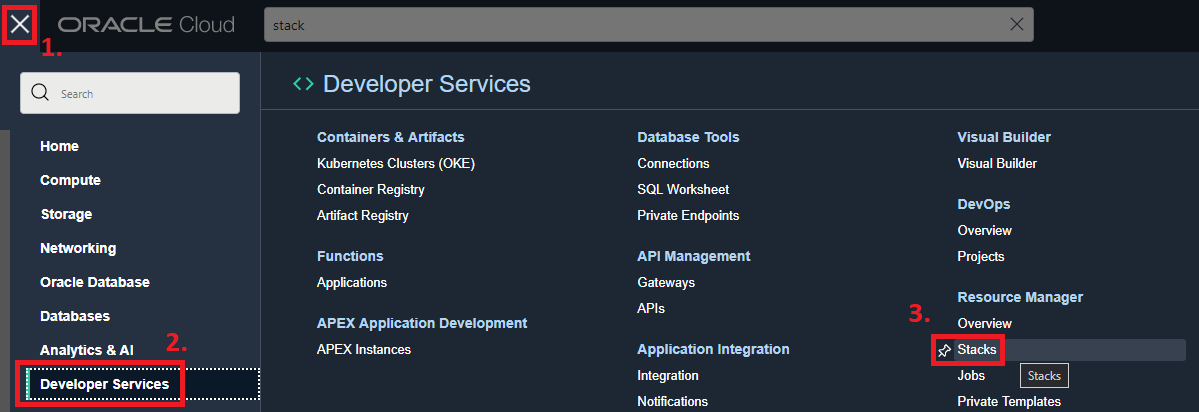 ORACLE Cloud
stack
1.
Search
Home
Compute
Storage
Networking
Oracle Database
Databases
Analytics & AI
2.
Developer Services
Developer Services
Containers & Artifacts
Kubernetes Clusters (OKE)
Container Registry
Artifact Registry
Functions
Applications
APEX Application Development
APEX Instances
Database Tools
Connections
SQL Worksheet
Private Endpoints
API Management
Gateways
APIs
Application Integration
Integration
Notifications
Visual Builder
Visual Builder
DevOps
Overview
Projects
Resource Manager
Overview
3.
Stacks
Jobs
Stacks
Private Templates